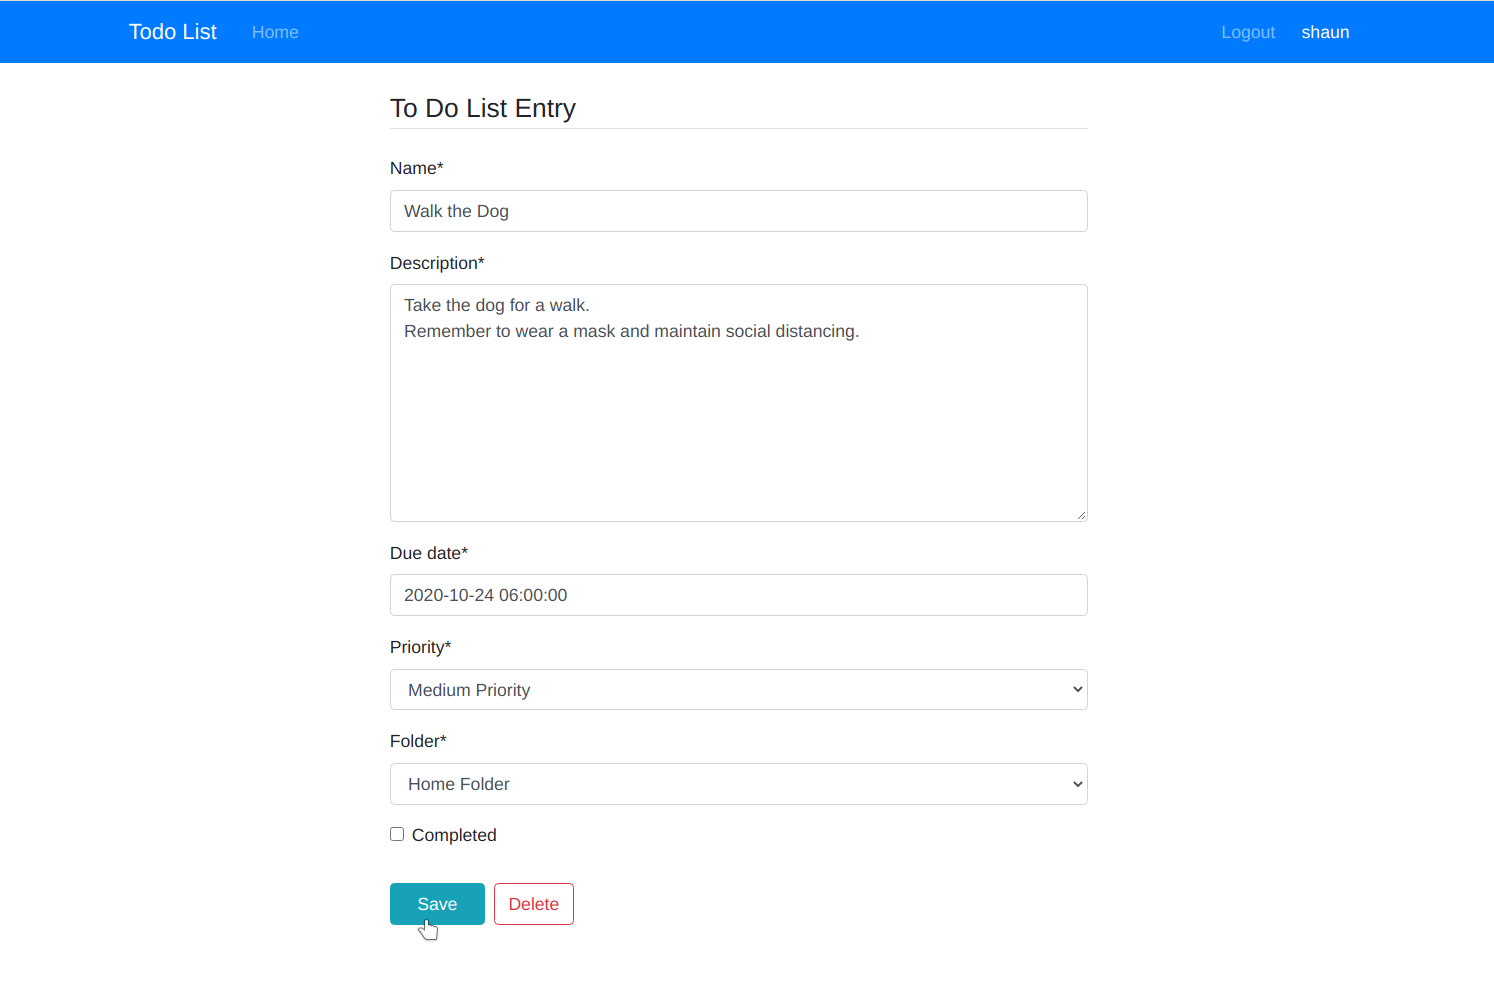 Todo List Home Logout shaun
To Do List Entry
Name*
Walk the Dog
Description*
Take the dog for a walk.
Remember to wear a mask and maintain social distancing.
Due date*
2020-10-24 06:00:00
Priority*
Medium Priority
Folder*
Home Folder
Completed
Save Delete